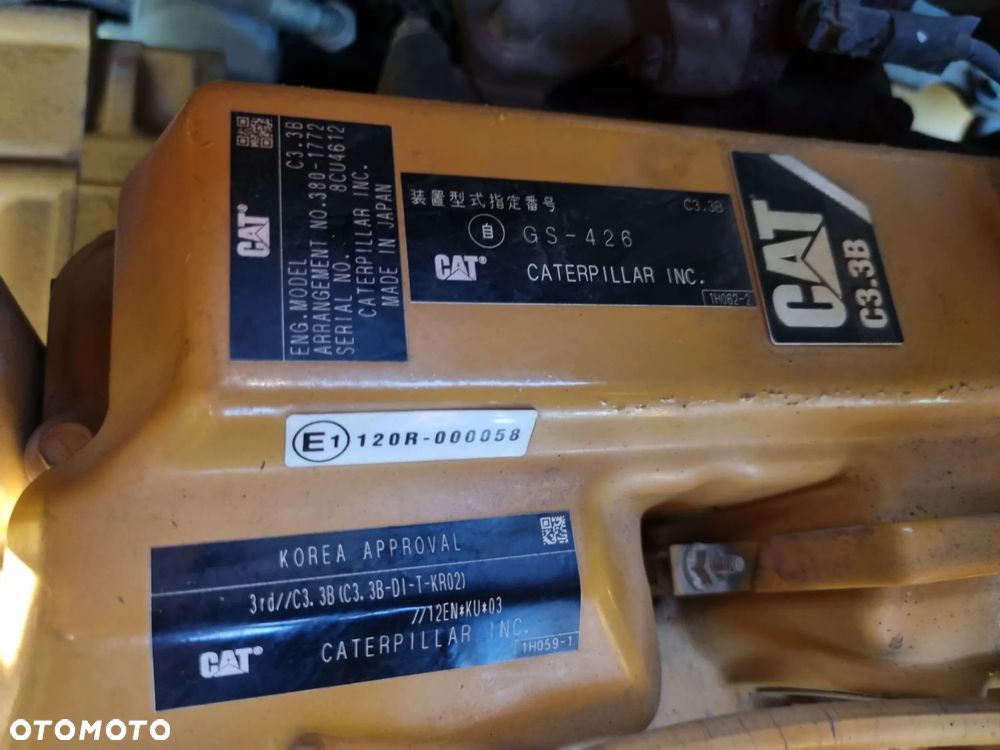 CAT®
ENG.MODEL C3.3B
ARRANGEMENT NO.380-1772
SERIAL NO. 8CU4612
CATERPILLAR INC.
MADE IN JAPAN
装置型式指定番号 C3.3B
自 GS-426
CAT® CATERPILLAR INC.
1H062-2
CAT
C3.3B
E1 120R-000058
KOREA APPROVAL
3rd//C3.3B(C3.3B-DI-T-KR02)
//12EN*KU*03
CAT® CATERPILLAR INC.
1H059-1
OTOMOTO